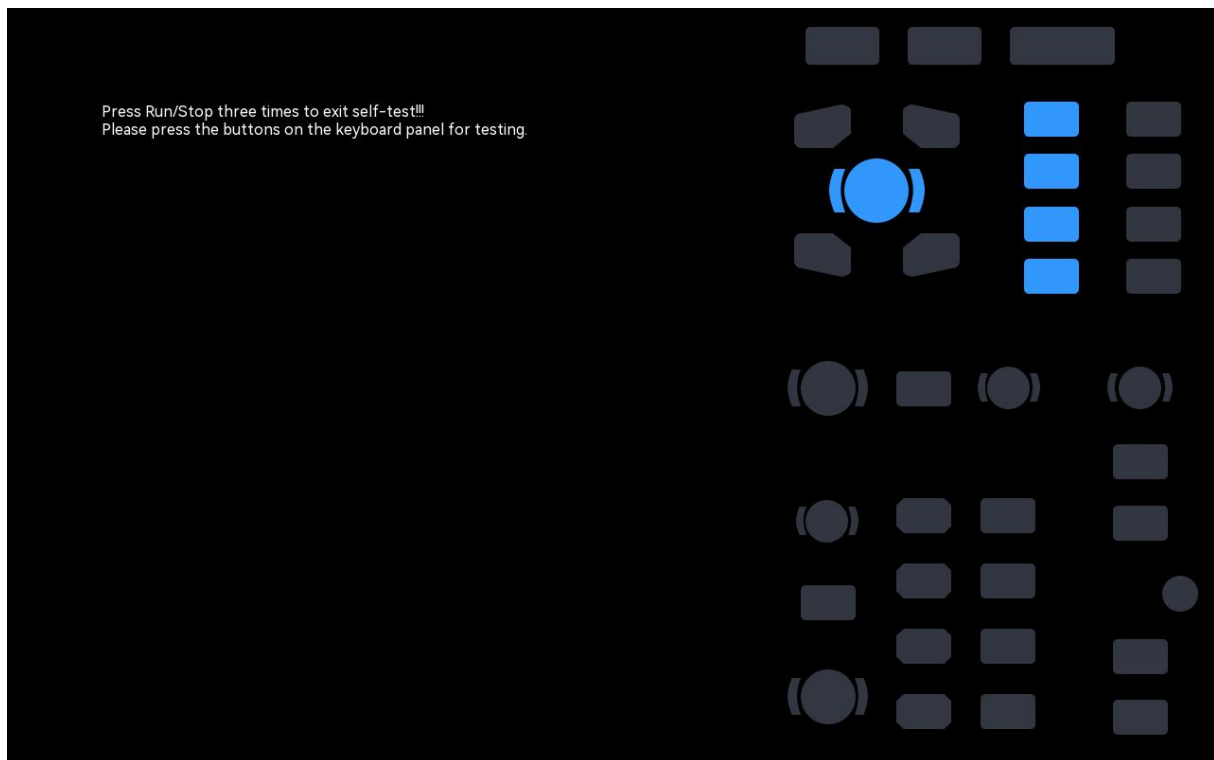 Press Run/Stop three times to exit self-test!!!
Please press the buttons on the keyboard panel for testing.